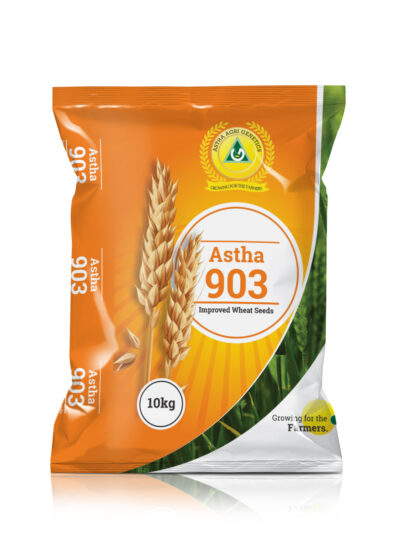 ASTHA AGRI GENETICS
GROWING FOR THE FARMERS
Astha
903
Improved Wheat Seeds
10kg
Growing for the
Farmers.
Astha
903
Astha
903
Astha
903